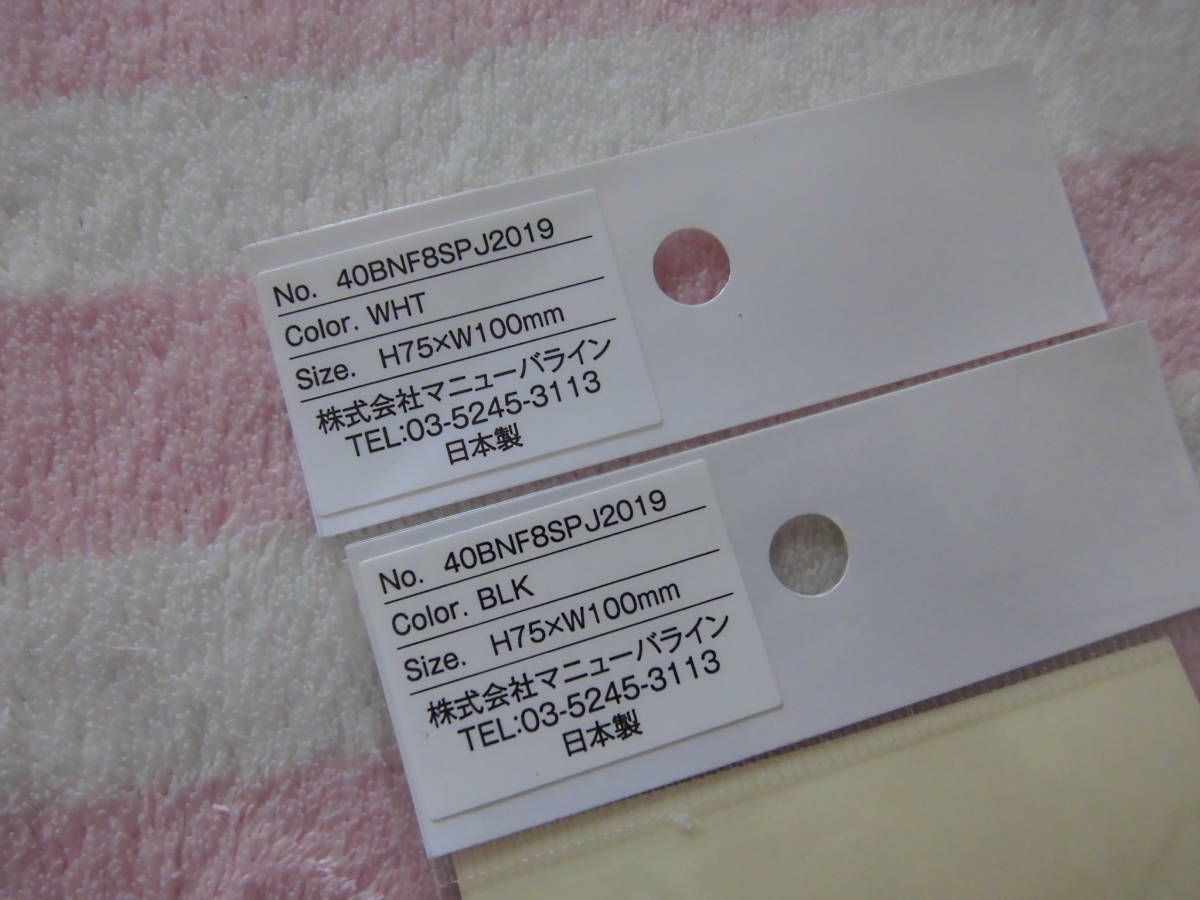 No. 40BNF8SPJ2019
Color. WHT
Size. H75×W100mm
株式会社マニューバライン
TEL:03-5245-3113
日本製
No. 40BNF8SPJ2019
Color. BLK
Size. H75×W100mm
株式会社マニューバライン
TEL:03-5245-3113
日本製